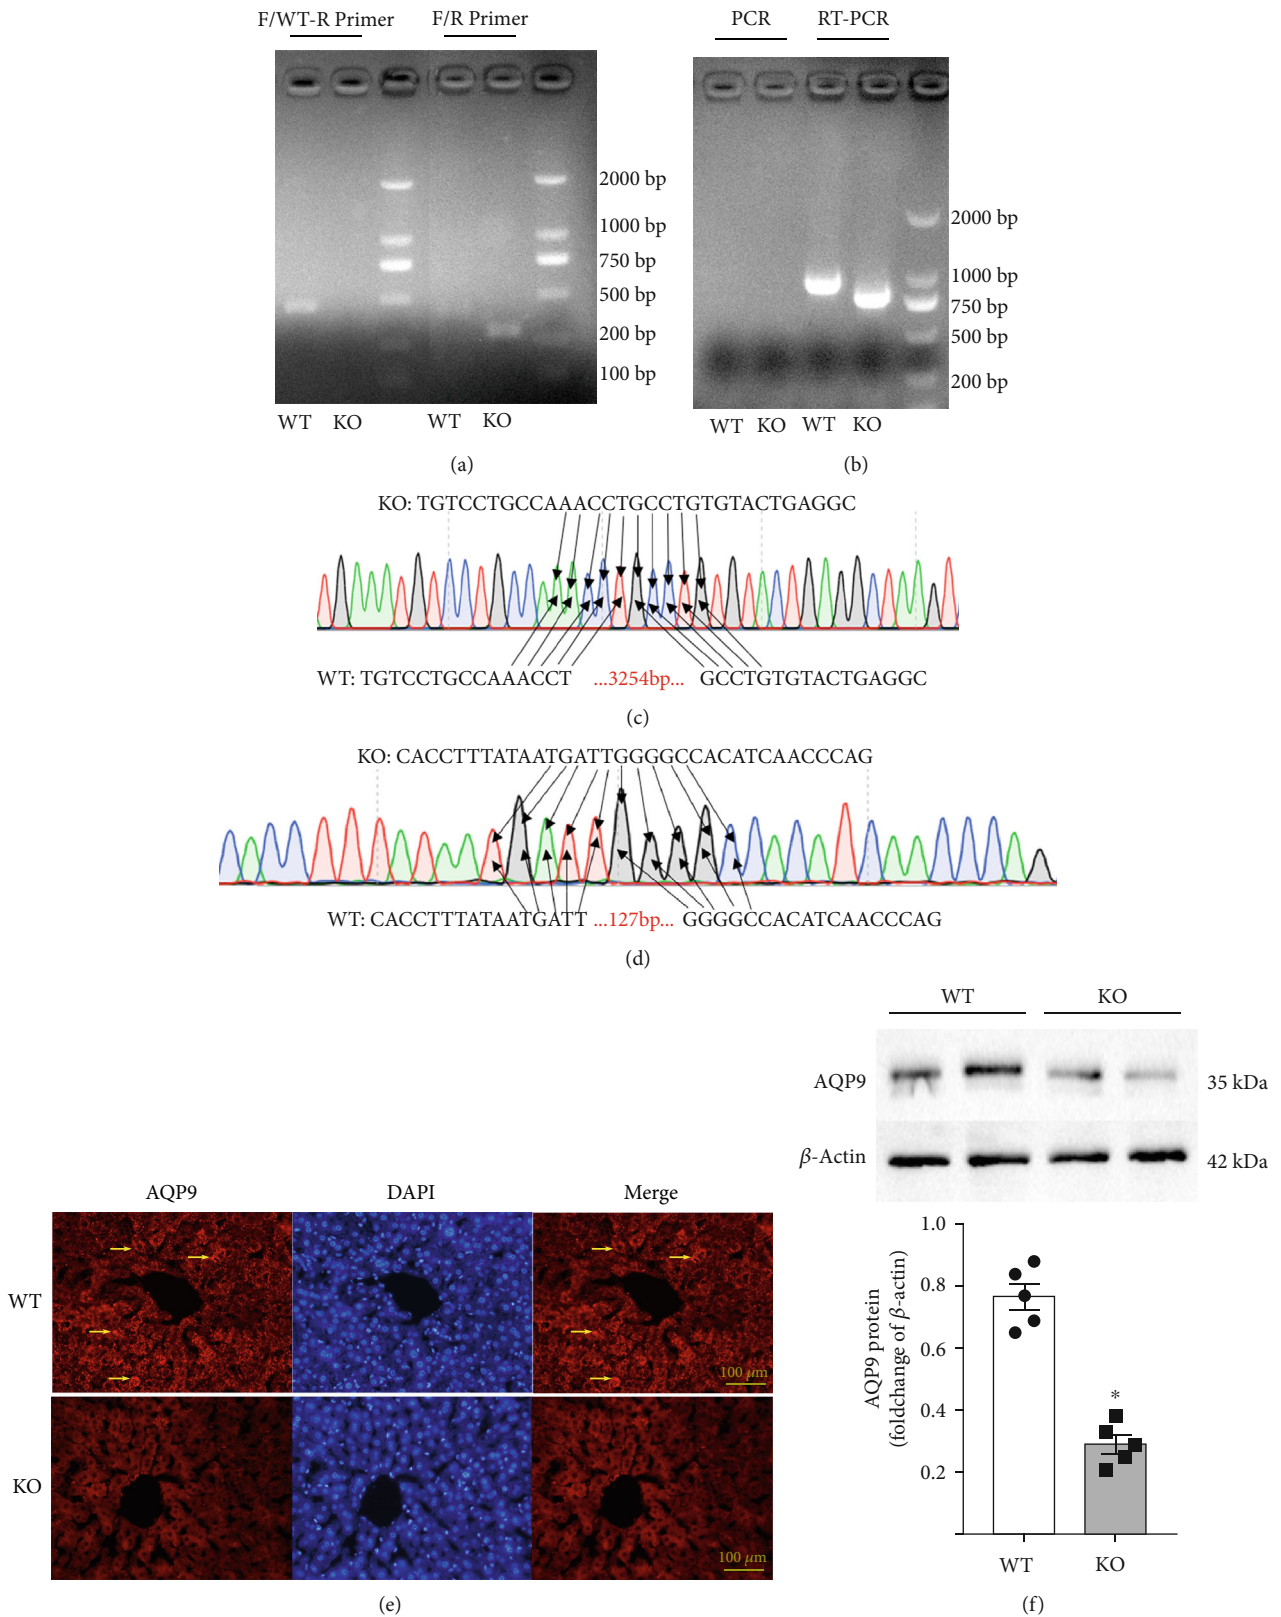 F/WT-R Primer F/R Primer
2000 bp
1000 bp
750 bp
500 bp
200 bp
100 bp
WT KO WT KO
(a)
PCR RT-PCR
2000 bp
1000 bp
750 bp
500 bp
200 bp
WT KO WT KO
(b)
KO: TGTCCTGCCAAACCTGCCTGTGTACTGAGGC
WT: TGTCCTGCCAAACCT ...3254bp... GCCTGTGTACTGAGGC
(c)
KO: CACCTTTATAATGATTGGGGCCACATCAACCCAG
WT: CACCTTTATAATGATT ...127bp... GGGGCCACATCAACCCAG
(d)
AQP9 DAPI Merge
WT
100 μm
KO
100 μm
(e)
WT KO
AQP9 35 kDa
β-Actin 42 kDa
AQP9 protein
(foldchange of β-actin)
1.0
0.8
0.6
0.4
0.2
*
WT KO
(f)